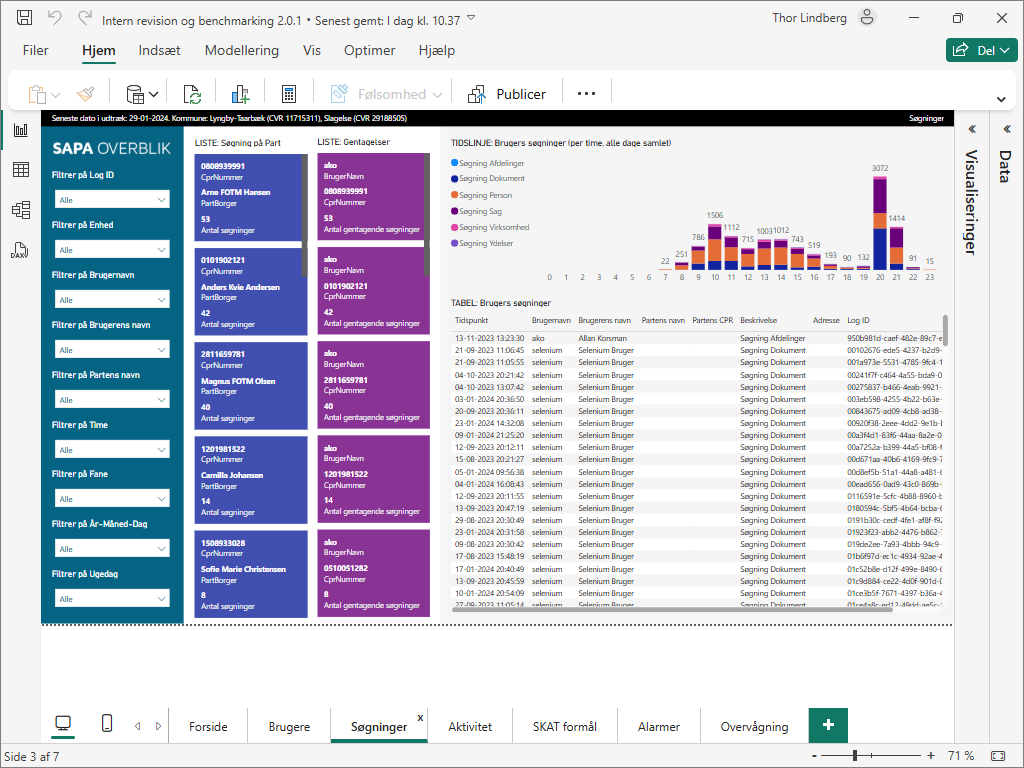 Intern revision og benchmarking 2.0.1 • Senest gemt: I dag kl. 10.37
Thor Lindberg
Filer
Hjem
Indsæt
Modellering
Vis
Optimer
Hjælp
Del
Følsomhed
Publicer
Seneste dato i udtræk: 29-01-2024. Kommune: Lyngby-Taarbæk (CVR 11715311), Slagelse (CVR 29188505)
Søgninger
SAPA OVERBLIK
Filtrer på Log ID
Alle
Filtrer på Enhed
Alle
Filtrer på Brugernavn
Alle
Filtrer på Brugerens navn
Alle
Filtrer på Partens navn
Alle
Filtrer på Time
Alle
Filtrer på Fane
Alle
Filtrer på År-Måned-Dag
Alle
Filtrer på Ugedag
Alle
LISTE: Søgning på Part
0808939991
CprNumer
Arne FOTM Hansen
PartBorger
53
Antal søgninger
0101902121
CprNumer
Anders Kvie Andersen
PartBorger
42
Antal søgninger
2811659781
CprNumer
Magnus FOTM Olsen
PartBorger
40
Antal søgninger
1201981522
CprNumer
Camilla Johansen
PartBorger
14
Antal søgninger
1508933028
CprNumer
Sofie Marie Christensen
PartBorger
8
Antal søgninger
LISTE: Gentagelser
ako
BrugerNavn
0808939991
CprNummer
53
Antal gentagende søgninger
ako
BrugerNavn
0101902121
CprNummer
42
Antal gentagende søgninger
ako
BrugerNavn
2811659781
CprNummer
40
Antal gentagende søgninger
ako
BrugerNavn
1201981522
CprNummer
14
Antal gentagende søgninger
ako
BrugerNavn
0510051282
CprNummer
8
Antal gentagende søgninger
TIDSLINJE: Brugers søgninger (per time, alle dage samlet)
Søgning Afdelinger
Søgning Dokument
Søgning Person
Søgning Sag
Søgning Virksomhed
Søgning Ydelser
22 251 786 1506 1112 715 1003 1012 743 519 193 90 132 3072 1414 91 15
0 1 2 3 4 5 6 7 8 9 10 11 12 13 14 15 16 17 18 19 20 21 22 23
TABEL: Brugers søgninger
Tidspunkt Brugernavn Brugerens navn Partens navn Partens CPR Beskrivelse Adresse Log ID
13-11-2023 13:23:30 ako Allan Korsman Søgning Afdelinger 950b981d-caef-482e-89c7-e
21-09-2023 11:06:45 selenium Selenium Bruger Søgning Dokument 00102676-ede5-4237-b2d9-
21-09-2023 11:05:55 selenium Selenium Bruger Søgning Dokument 001a973e-5531-4785-9fc4-1
04-10-2023 20:21:42 selenium Selenium Bruger Søgning Dokument 00241f7f-c464-4a55-bda9-0
04-10-2023 13:07:42 selenium Selenium Bruger Søgning Dokument 00275837-b466-4eab-9921-
03-01-2024 20:36:50 selenium Selenium Bruger Søgning Dokument 003eb598-4255-4b22-b63e-
20-09-2023 20:36:11 selenium Selenium Bruger Søgning Dokument 00843675-ad09-4cb8-ad38-
23-01-2024 14:32:08 selenium Selenium Bruger Søgning Dokument 00920f38-2eee-4dd2-9e1b-
09-01-2024 21:25:20 selenium Selenium Bruger Søgning Dokument 00a3f4d1-83f6-44aa-8a2e-0
12-09-2023 20:12:11 selenium Selenium Bruger Søgning Dokument 00a7252a-b399-44a5-bf08-f
15-08-2023 20:21:27 selenium Selenium Bruger Søgning Dokument 00d671aa-40b6-4169-9fc9-7
05-01-2024 09:56:38 selenium Selenium Bruger Søgning Dokument 00d8ef5b-51a1-44a8-a481-6
04-01-2024 16:08:43 selenium Selenium Bruger Søgning Dokument 00ead656-0ad9-43c0-869b-
12-09-2023 20:11:55 selenium Selenium Bruger Søgning Dokument 0116591e-5cfc-4b88-8960-b
13-09-2023 20:47:19 selenium Selenium Bruger Søgning Dokument 0180594c-5bf5-4b64-bcba-6
29-08-2023 20:30:49 selenium Selenium Bruger Søgning Dokument 0191b30c-cedf-4fe1-af8f-f92
23-01-2024 20:31:58 selenium Selenium Bruger Søgning Dokument 01923f23-abb2-4476-b862-
09-08-2023 20:30:42 selenium Selenium Bruger Søgning Dokument 019de2ee-7a93-4bbb-94c9-
17-08-2023 15:48:19 selenium Selenium Bruger Søgning Dokument 01b6f97d-ec1c-4934-92ae-4
17-01-2024 20:40:49 selenium Selenium Bruger Søgning Dokument 01c52b8e-d12f-499e-8490-6
13-09-2023 20:45:59 selenium Selenium Bruger Søgning Dokument 01c9d884-ce22-4d0f-901d-0
10-01-2024 20:54:09 selenium Selenium Bruger Søgning Dokument 01ce3b5f-7671-4397-b36a-4
27-09-2023 11:05:14 selenium Selenium Bruger Søgning Dokument
Visualiseringer
Data
DAX
Forside
Brugere
Søgninger
x
Aktivitet
SKAT formål
Alarmer
Overvågning
+
Side 3 af 7
- + 71 %